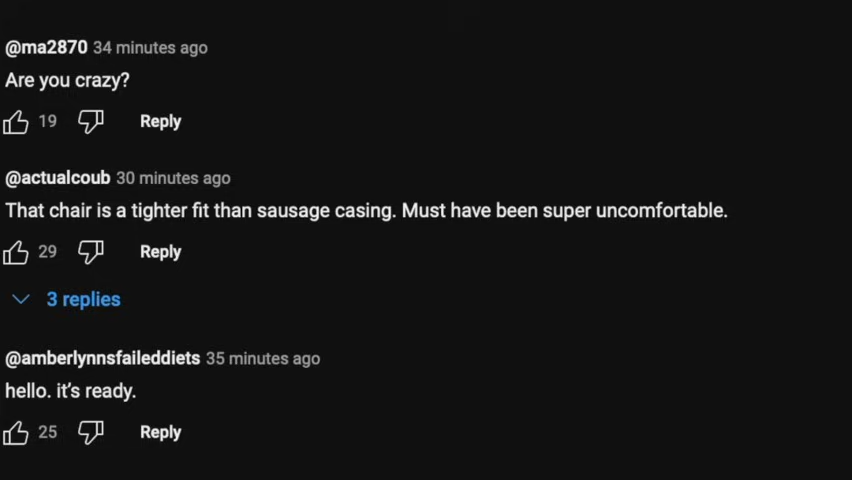 @ma2870 34 minutes ago
Are you crazy?
19 Reply
@actualcoub 30 minutes ago
That chair is a tighter fit than sausage casing. Must have been super uncomfortable.
29 Reply
3 replies
@amberlynnsfaileddiets 35 minutes ago
hello. it's ready.
25 Reply